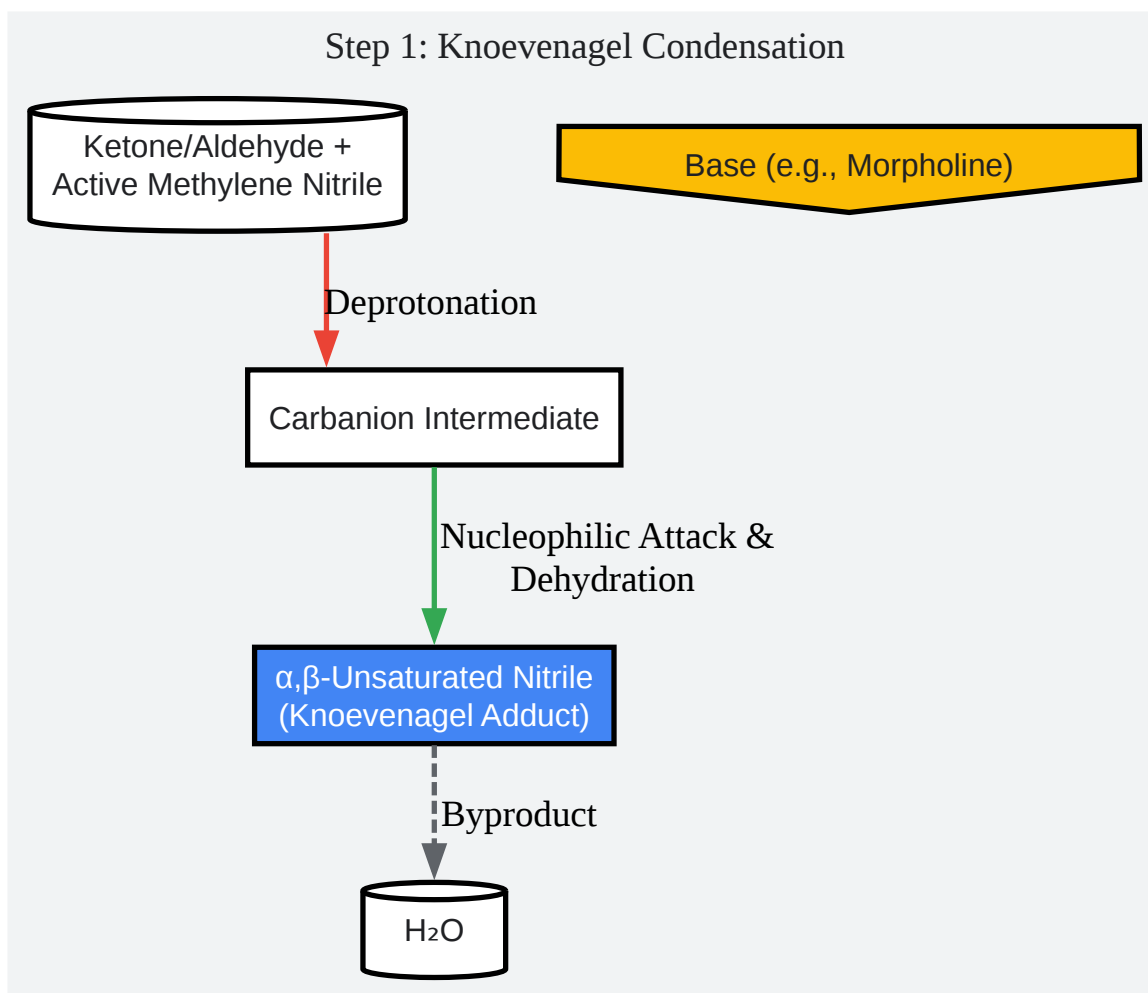 Step 1: Knoevenagel Condensation
Ketone/Aldehyde +
Active Methylene Nitrile
Base (e.g., Morpholine)
Deprotonation
Carbanion Intermediate
Nucleophilic Attack &
Dehydration
α,β-Unsaturated Nitrile
(Knoevenagel Adduct)
Byproduct
H₂O